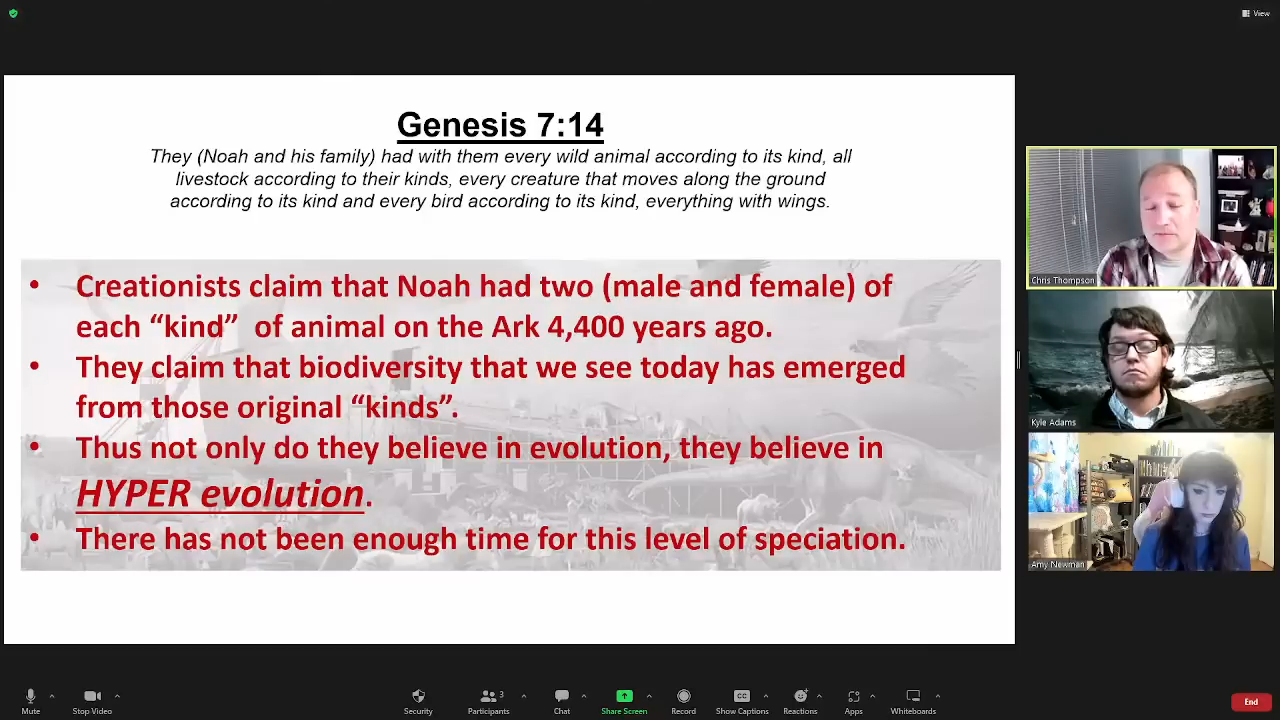 View
Genesis 7:14
They (Noah and his family) had with them every wild animal according to its kind, all
livestock according to their kinds, every creature that moves along the ground
according to its kind and every bird according to its kind, everything with wings.
• Creationists claim that Noah had two (male and female) of
each “kind” of animal on the Ark 4,400 years ago.
• They claim that biodiversity that we see today has emerged
from those original “kinds”.
• Thus not only do they believe in evolution, they believe in
HYPER evolution.
• There has not been enough time for this level of speciation.
Chris Thompson
Kyle Adams
Amy Newman
3
Mute
Stop Video
Security
Participants
Chat
Share Screen
Record
Show Captions
Reactions
Apps
Whiteboards
End